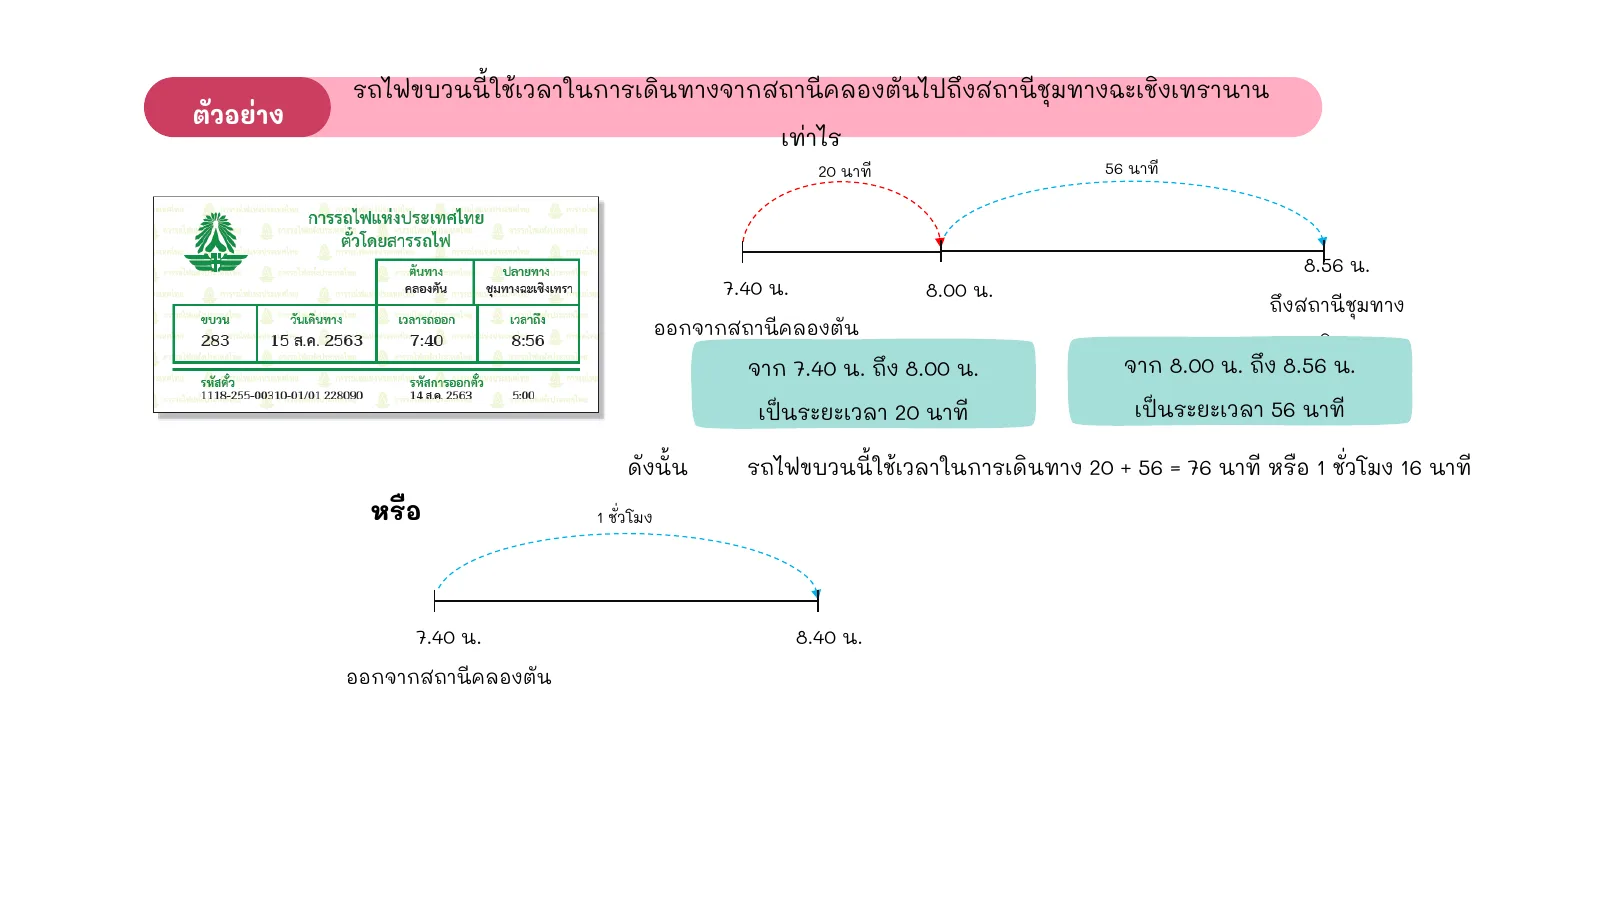 ตัวอย่าง
รถไฟขบวนนี้ใช้เวลาในการเดินทางจากสถานีคลองตันไปถึงสถานีชุมทางฉะเชิงเทรานาน
เท่าไร
การรถไฟแห่งประเทศไทย
ตั๋วโดยสารรถไฟ
ต้นทาง ปลายทาง
คลองตัน ชุมทางฉะเชิงเทรา
ขบวน วันเดินทาง เวลารถออก เวลาถึง
283 15 ส.ค. 2563 7:40 8:56
รหัสตั๋ว รหัสการออกตั๋ว
1118-255-00310-01/01 228090 14 ส.ค. 2563 5:00
20 นาที 56 นาที
7.40 น. 8.00 น. 8.56 น.
ออกจากสถานีคลองตัน ถึงสถานีชุมทาง
จาก 7.40 น. ถึง 8.00 น.
เป็นระยะเวลา 20 นาที
จาก 8.00 น. ถึง 8.56 น.
เป็นระยะเวลา 56 นาที
ดังนั้น รถไฟขบวนนี้ใช้เวลาในการเดินทาง 20 + 56 = 76 นาที หรือ 1 ชั่วโมง 16 นาที
หรือ
1 ชั่วโมง
7.40 น. 8.40 น.
ออกจากสถานีคลองตัน